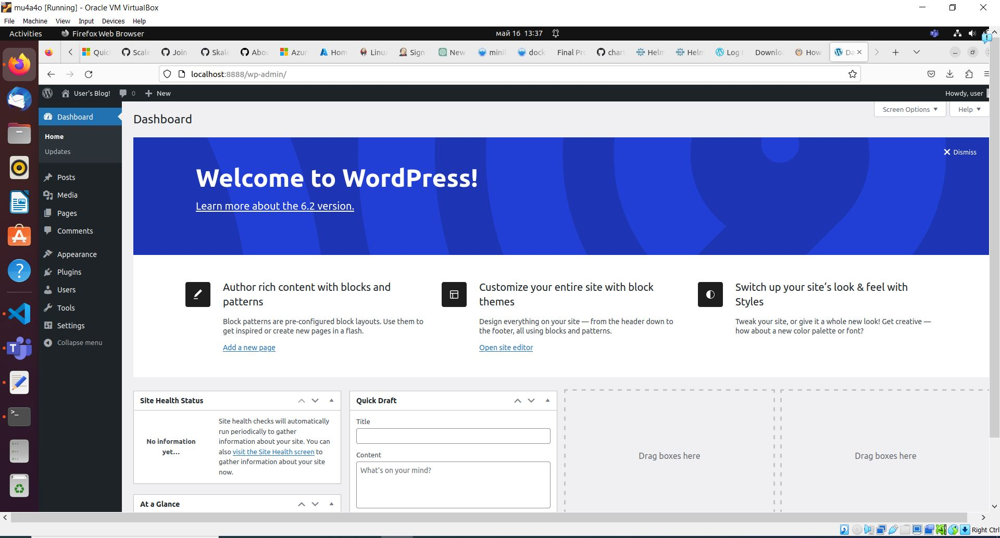 mu4a4o [Running] - Oracle VM VirtualBox
File Machine View Input Devices Help
Activities Firefox Web Browser май 16 13:37
Quic Scale Join Skale Abou Azur Hom Linux Sign New minik dock Final Pro chart Helm Helm Log Downlo How Da
localhost:8888/wp-admin/
User's Blog! 0 New Howdy, user
Screen Options Help
Dashboard
Home
Updates
Posts
Media
Pages
Comments
Appearance
Plugins
Users
Tools
Settings
Collapse menu
Dashboard
Dismiss
Welcome to WordPress!
Learn more about the 6.2 version.
Author rich content with blocks and
patterns
Block patterns are pre-configured block layouts. Use them to
get inspired or create new pages in a flash.
Add a new page
Customize your entire site with block
themes
Design everything on your site — from the header down to
the footer, all using blocks and patterns.
Open site editor
Switch up your site’s look & feel with
Styles
Tweak your site, or give it a whole new look! Get creative —
how about a new color palette or font?
Site Health Status
No information
yet…
Site health checks will automatically
run periodically to gather
information about your site. You can
also visit the Site Health screen to
gather information about your site
now.
At a Glance
Quick Draft
Title
Content
What’s on your mind?
Drag boxes here
Drag boxes here
Right Ctrl